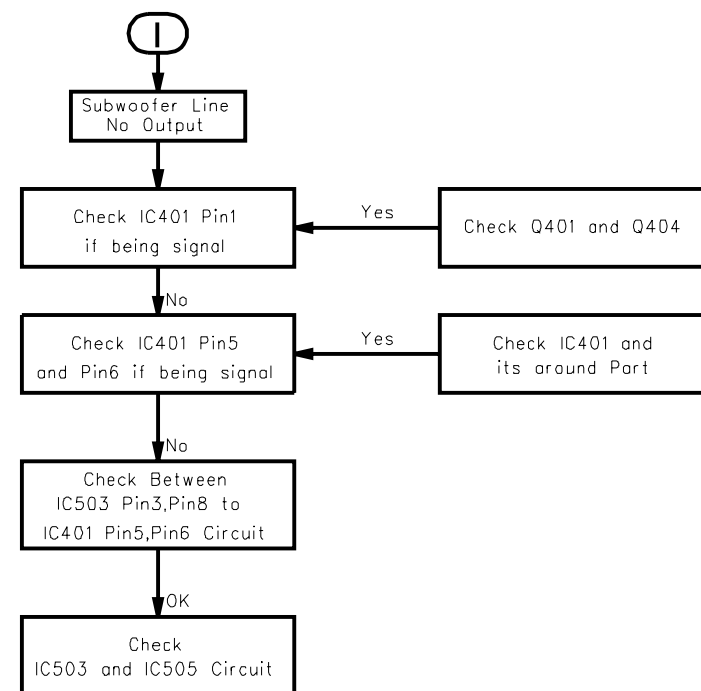 I
Subwoofer Line
No Output
Check IC401 Pin1
if being signal
Yes
Check Q401 and Q404
No
Check IC401 Pin5
and Pin6 if being signal
Yes
Check IC401 and
its around Part
No
Check Between
IC503 Pin3,Pin8 to
IC401 Pin5,Pin6 Circuit
OK
Check
IC503 and IC505 Circuit